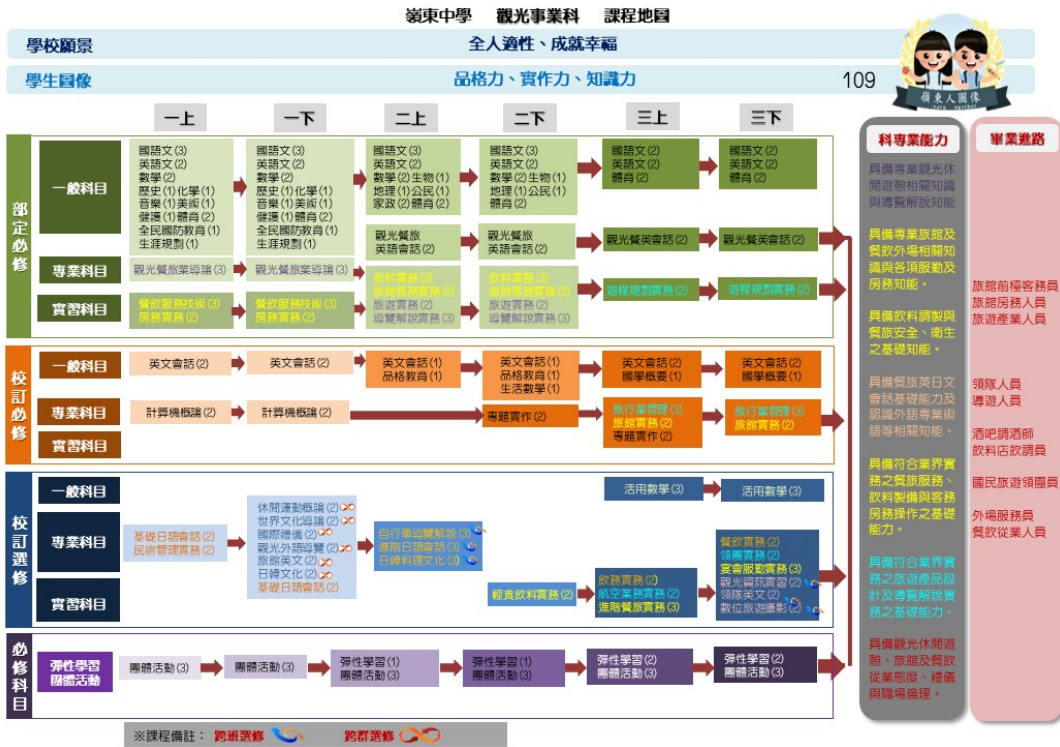 嶺東中學 觀光事業科 課程地圖
學校願景 全人適性、成就幸福
學生圖像 品格力、實作力、知識力 109
嶺東人圖像
一上 一下 二上 二下 三上 三下
部定必修
一般科目
國語文(3)
英語文(2)
數學(2)
歷史(1)化學(1)
音樂(1)美術(1)
健護(1)體育(2)
全民國防教育(1)
生涯規劃(1)
國語文(3)
英語文(2)
數學(2)
歷史(1)化學(1)
音樂(1)美術(1)
健護(1)體育(2)
全民國防教育(1)
生涯規劃(1)
國語文(3)
英語文(2)
數學(2)生物(1)
地理(1)公民(1)
家政(2)體育(2)
國語文(3)
英語文(2)
數學(2)生物(1)
地理(1)公民(1)
體育(2)
國語文(2)
英語文(2)
體育(2)
國語文(2)
英語文(2)
體育(2)
觀光餐旅
英語會話(2)
觀光餐旅
英語會話(2)
觀光餐英會話(2)
觀光餐英會話(2)
專業科目
觀光餐旅業導論(3)
觀光餐旅業導論(3)
實習科目
餐飲服務技術(3)
房務實務(2)
餐飲服務技術(3)
房務實務(2)
飲料實務(3)
旅館客務實務(2)
旅遊實務(2)
導覽解說實務(3)
飲料實務(3)
旅館客務實務(2)
旅遊實務(2)
導覽解說實務(3)
遊程規劃實務(2)
遊程規劃實務(2)
校訂必修
一般科目
英文會話(2)
英文會話(2)
英文會話(1)
品格教育(1)
英文會話(1)
品格教育(1)
生活數學(1)
英文會話(2)
國學概要(1)
英文會話(2)
國學概要(1)
專業科目
計算機概論(2)
計算機概論(2)
專題實作(2)
旅行業管理(3)
旅館實務(2)
專題實作(2)
旅行業管理(3)
旅館實務(2)
實習科目
校訂選修
一般科目
活用數學(3)
活用數學(3)
專業科目
基礎日語會話(2)
民宿管理實務(2)
休閒運動概論(2)
世界文化導論(2)
國際禮儀(2)
觀光外語導覽(2)
旅館英文(2)
日韓文化(2)
基礎日語會話(2)
自行車導覽解說(3)
進階日語會話(3)
日韓料理文化(3)
實習科目
輕食飲料實務(2)
飲務實務(2)
航空業務實務(2)
進階餐旅實務(3)
餐飲實務(2)
領團實務(2)
宴會服勤實務(3)
觀光資訊實習(2)
領隊英文(2)
數位旅遊攝影(2)
必修科目
彈性學習
團體活動
團體活動(3)
團體活動(3)
彈性學習(1)
團體活動(3)
彈性學習(1)
團體活動(3)
彈性學習(2)
團體活動(3)
彈性學習(2)
團體活動(3)
※課程備註： 跨班選修 跨群選修
科專業能力
具備專業觀光休
閒遊憩相關知識
與導覽解說知能
具備專業旅館及
餐飲外場相關知
識與各項服勤及
房務知能。
具備飲料調製與
餐旅安全、衛生
之基礎知能。
具備餐旅英日文
會話基礎能力及
認識外語專業術
語等相關知能。
具備符合業界實
務之餐旅服務、
飲料製備與客務
房務操作之基礎
能力。
具備符合業界實
務之旅遊產品設
計及導覽解說實
務之基礎能力。
具備觀光休閒遊
憩、旅館及餐飲
從業態度、禮儀
與職場倫理。
畢業進路
旅館前檯客務員
旅館房務人員
旅遊產業人員
領隊人員
導遊人員
酒吧調酒師
飲料店飲調員
國民旅遊領團員
外場服務員
餐飲從業人員